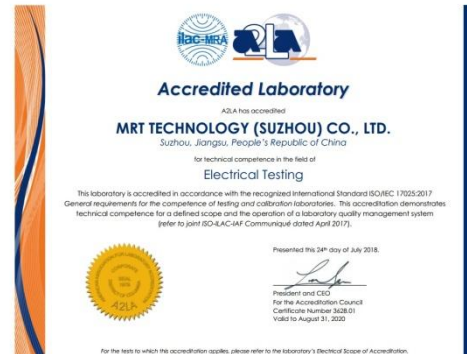 ilac-MRA
A2LA
Accredited Laboratory
A2LA has accredited
MRT TECHNOLOGY (SUZHOU) CO., LTD.
Suzhou, Jiangsu, People's Republic of China
for technical competence in the field of
Electrical Testing
This laboratory is accredited in accordance with the recognized International Standard ISO/IEC 17025:2017
General requirements for the competence of testing and calibration laboratories. This accreditation demonstrates
technical competence for a defined scope and the operation of a laboratory quality management system
(refer to joint ISO-ILAC-IAF Communiqué dated April 2017).
Presented this 24th day of July 2018.
President and CEO
For the Accreditation Council
Certificate Number 3628.01
Valid to August 31, 2020
SEAL
1978
A2LA
For the tests to which this accreditation applies, please refer to the laboratory's Electrical Scope of Accreditation.